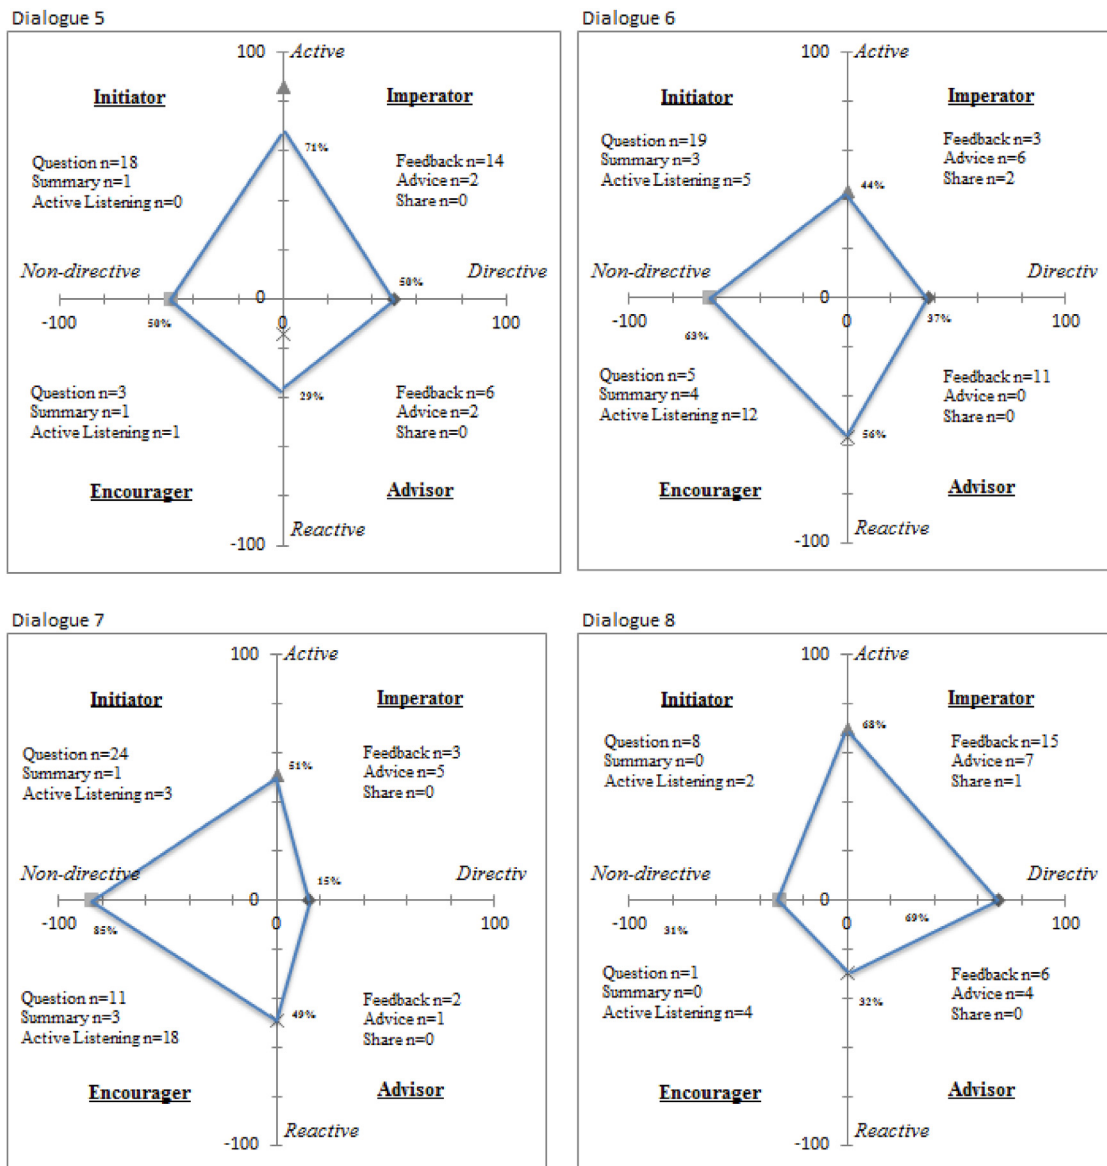 Dialogue 5
100
Active
Initiator
Imperator
Question n=18
Summary n=1
Active Listening n=0
71%
Feedback n=14
Advice n=2
Share n=0
Non-directive
50%
Directive
0
-100
50%
0
100
Question n=3
Summary n=1
Active Listening n=1
29%
Feedback n=6
Advice n=2
Share n=0
Encourager
Advisor
Reactive
-100
Dialogue 6
100
Active
Initiator
Imperator
Question n=19
Summary n=3
Active Listening n=5
44%
Feedback n=3
Advice n=6
Share n=2
Non-directive
Directiv
0
-100
63%
0
37%
100
Question n=5
Summary n=4
Active Listening n=12
56%
Feedback n=11
Advice n=0
Share n=0
Encourager
Advisor
Reactive
-100
Dialogue 7
100
Active
Initiator
Imperator
Question n=24
Summary n=1
Active Listening n=3
51%
Feedback n=3
Advice n=5
Share n=0
Non-directive
15%
Directiv
0
-100
85%
0
100
Question n=11
Summary n=3
Active Listening n=18
49%
Feedback n=2
Advice n=1
Share n=0
Encourager
Advisor
Reactive
-100
Dialogue 8
100
Active
Initiator
Imperator
Question n=8
Summary n=0
Active Listening n=2
68%
Feedback n=15
Advice n=7
Share n=1
Non-directive
Directiv
0
-100
31%
0
69%
100
Question n=1
Summary n=0
Active Listening n=4
32%
Feedback n=6
Advice n=4
Share n=0
Encourager
Advisor
Reactive
-100